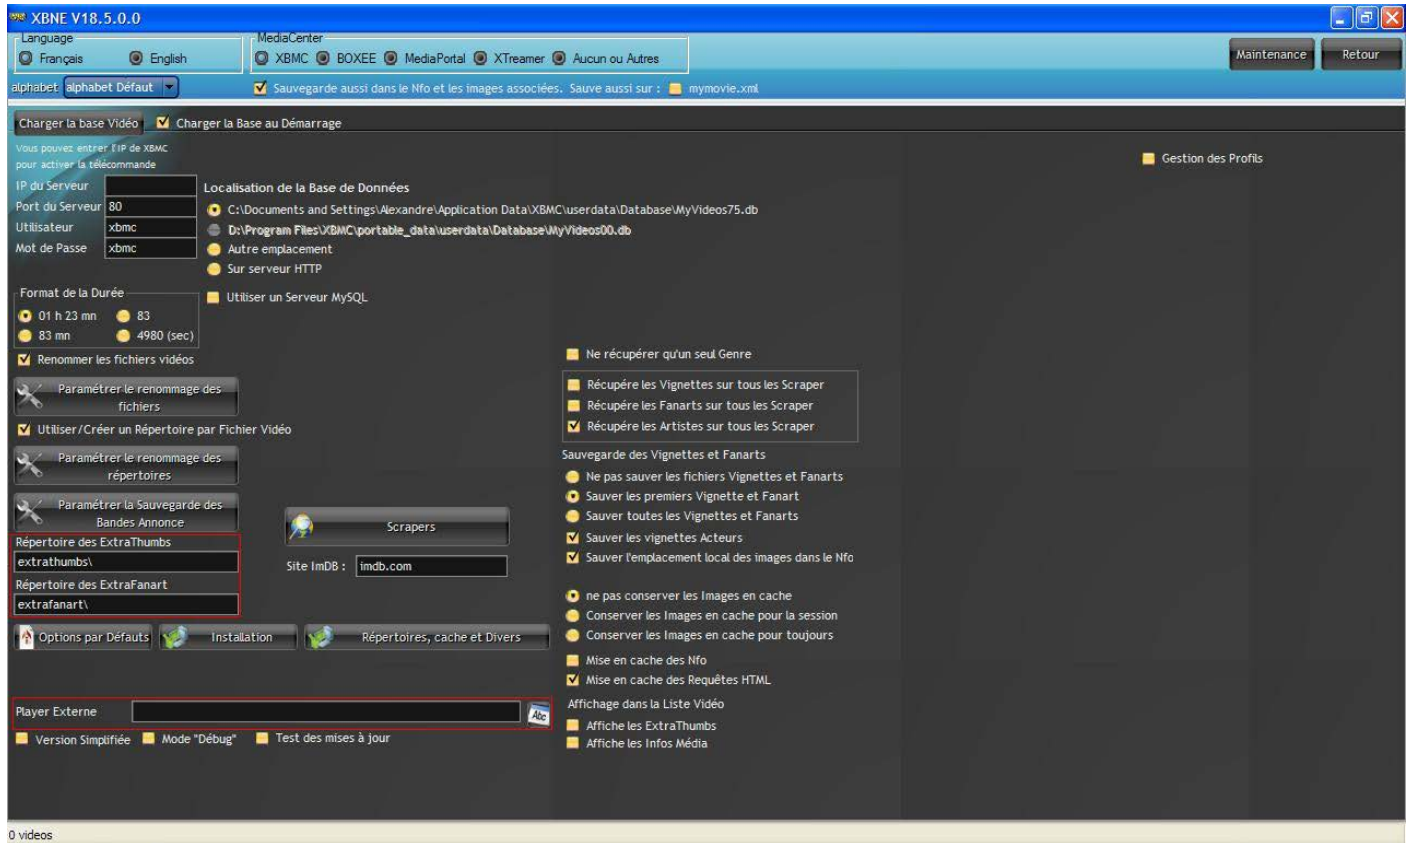 XBNE V18.5.0.0
Language
Français English
MediaCenter
XBMC BOXEE MediaPortal XTreamer Aucun ou Autres
Maintenance Retour
alphabet alphabet Défaut
Sauvegarde aussi dans le Nfo et les images associées. Sauve aussi sur : mymovie.xml
Charger la base Vidéo Charger la Base au Démarrage
Vous pouvez entrer l'IP de XBMC
pour activer la télécommande
Gestion des Profils
IP du Serveur
Port du Serveur 80
Utilisateur xbmc
Mot de Passe xbmc
Localisation de la Base de Données
C:\Documents and Settings\Alexandre\Application Data\XBMC\userdata\Database\MyVideos75.db
D:\Program Files\XBMC\portable_data\userdata\Database\MyVideos00.db
Autre emplacement
Sur serveur HTTP
Utiliser un Serveur MySQL
Format de la Durée
01 h 23 mn 83
83 mn 4980 (sec)
Renommer les fichiers vidéos
Paramétrer le renommage des
fichiers
Utiliser/Créer un Répertoire par Fichier Vidéo
Paramétrer le renommage des
répertoires
Paramétrer la Sauvegarde des
Bandes Annonce
Répertoire des ExtraThumbs
extrathumbs\
Répertoire des ExtraFanart
extrafanart\
Scrapers
Site ImDB : imdb.com
Options par Défauts Installation Répertoires, cache et Divers
Ne récupérer qu'un seul Genre
Récupére les Vignettes sur tous les Scraper
Récupére les Fanarts sur tous les Scraper
Récupére les Artistes sur tous les Scraper
Sauvegarde des Vignettes et Fanarts
Ne pas sauver les fichiers Vignettes et Fanarts
Sauver les premiers Vignette et Fanart
Sauver toutes les Vignettes et Fanarts
Sauver les vignettes Acteurs
Sauver l'emplacement local des images dans le Nfo
ne pas conserver les Images en cache
Conserver les Images en cache pour la session
Conserver les Images en cache pour toujours
Mise en cache des Nfo
Mise en cache des Requêtes HTML
Affichage dans la Liste Vidéo
Affiche les ExtraThumbs
Affiche les Infos Média
Player Externe Abc
Version Simplifiée Mode "Débug" Test des mises à jour
0 videos